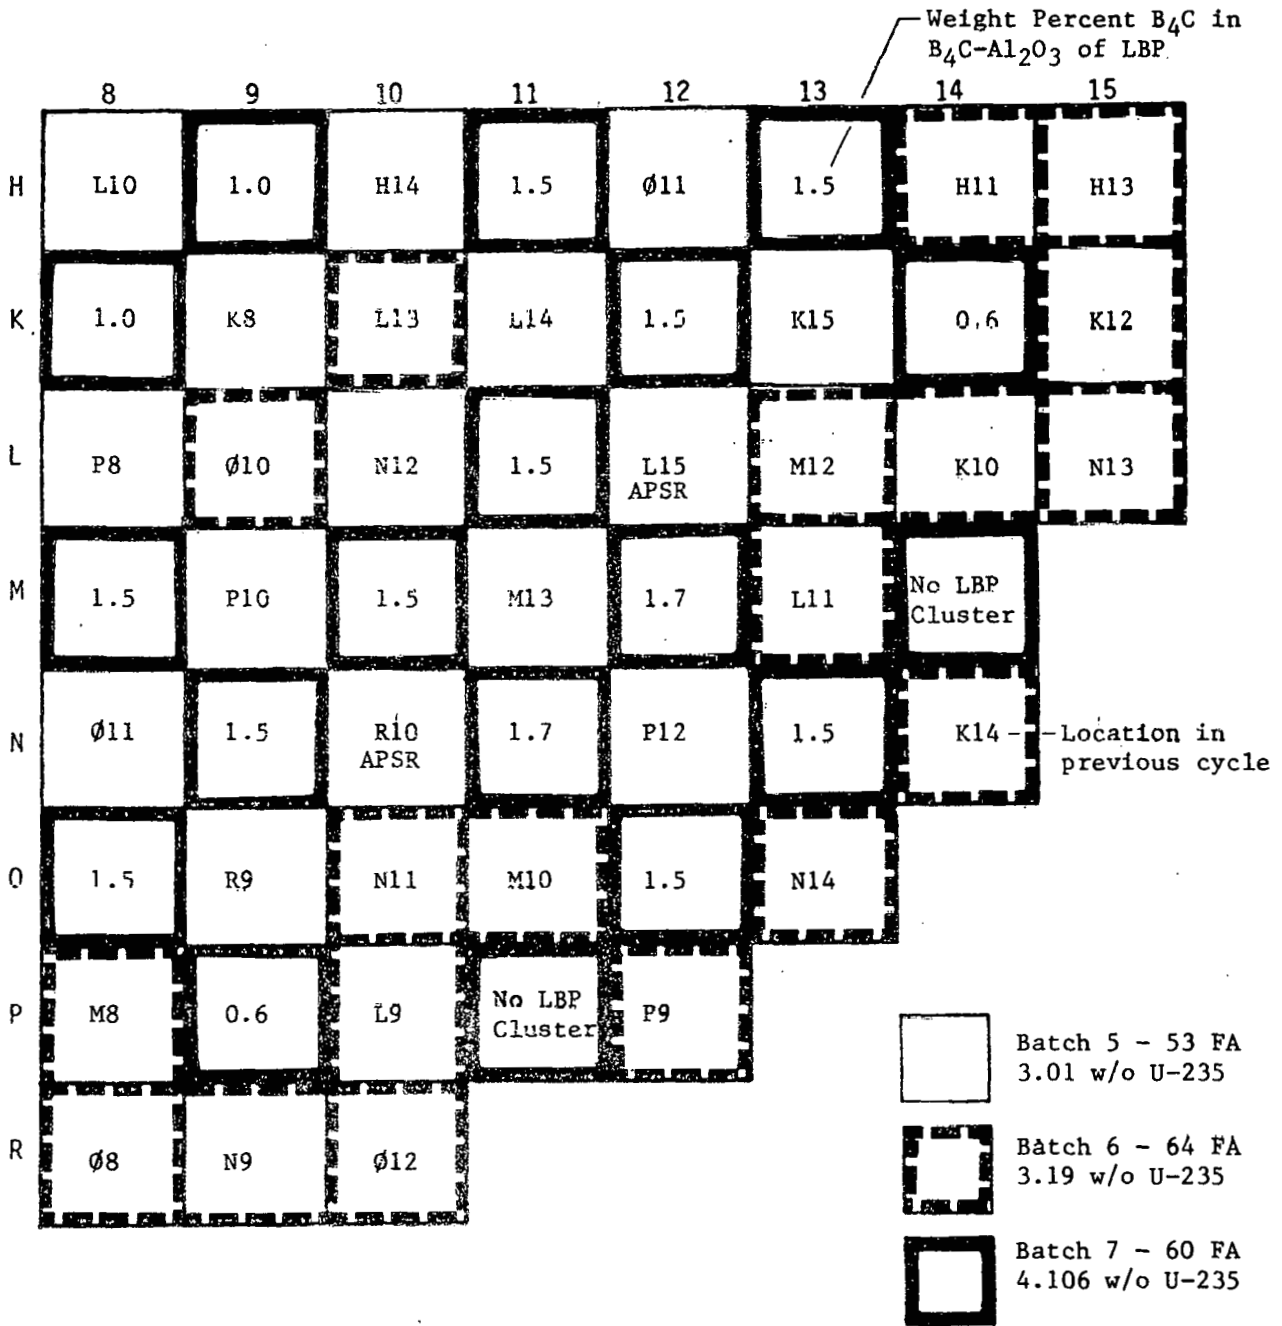 Weight Percent B4C in
B4C-Al2O3 of LBP
8 9 10 11 12 13 14 15
H L10 1.0 H14 1.5 Ø11 1.5 H11 H13
K 1.0 K8 L13 L14 1.5 K15 0.6 K12
L P8 Ø10 N12 1.5 L15 M12 K10 N13
APSR
M 1.5 P10 1.5 M13 1.7 L11 No LBP
Cluster
N Ø11 1.5 R10 1.7 P12 1.5 K14 Location in
APSR previous cycle
O 1.5 R9 N11 M10 1.5 N14
P M8 0.6 L9 No LBP P9
Cluster
R Ø8 N9 Ø12
Batch 5 - 53 FA
3.01 w/o U-235
Batch 6 - 64 FA
3.19 w/o U-235
Batch 7 - 60 FA
4.106 w/o U-235